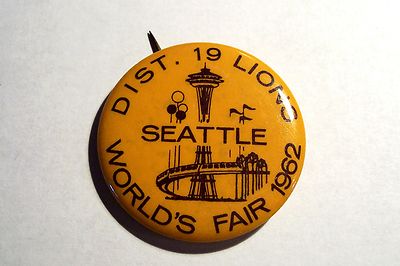 DIST. 19 LIONS
SEATTLE
WORLD'S FAIR 1962